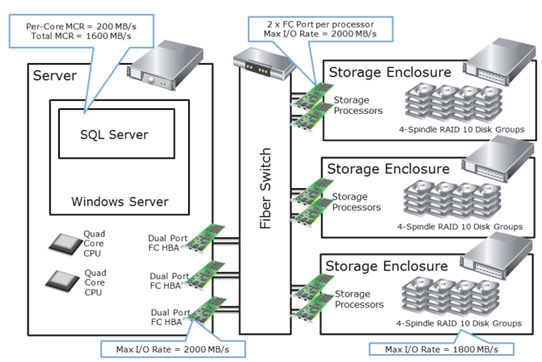 Per-Core MCR = 200 MB/s
Total MCR = 1600MB/s
2 x FC Port per processor
Max I/O Rate = 2000MB/s
Server
SQL Server
Windows Server
Quad
Core
CPU
Quad
Core
CPU
Dual Port
FC HBA
Dual Port
FC HBA
Dual Port
FC HBA
Max I/O Rate = 2000 MB/s
Fiber Switch
Storage Enclosure
Storage
Processors
4-Spindle RAID 10 Disk Groups
Storage Enclosure
Storage
Processors
4-Spindle RAID 10 Disk Groups
Storage Enclosure
Storage
Processors
4-Spindle RAID 10 Disk Groups
Max I/O Rate = 1800 MB/s